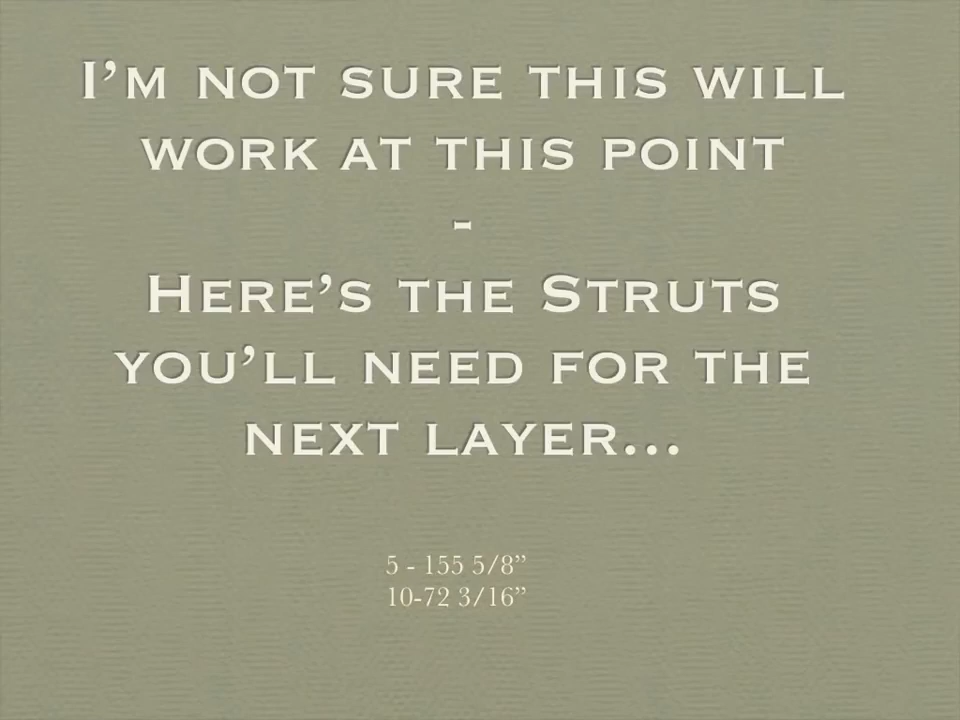 I'm not sure this will
work at this point
-
Here's the Struts
you'll need for the
next layer...
5 - 155 5/8”
10-72 3/16”